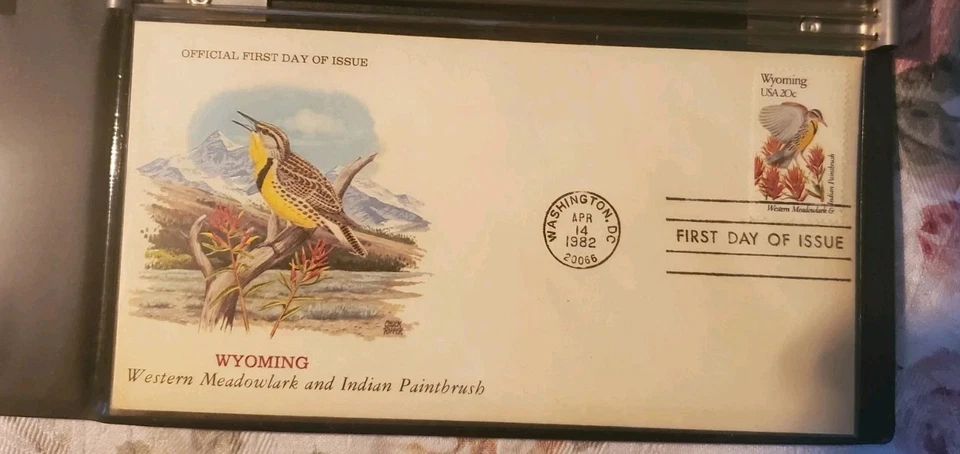 OFFICIAL FIRST DAY OF ISSUE
Wyoming
USA 20c
Western Meadowlark &
Indian Paintbrush
WASHINGTON, DC
APR
14
1982
20066
FIRST DAY OF ISSUE
WYOMING
Western Meadowlark and Indian Paintbrush